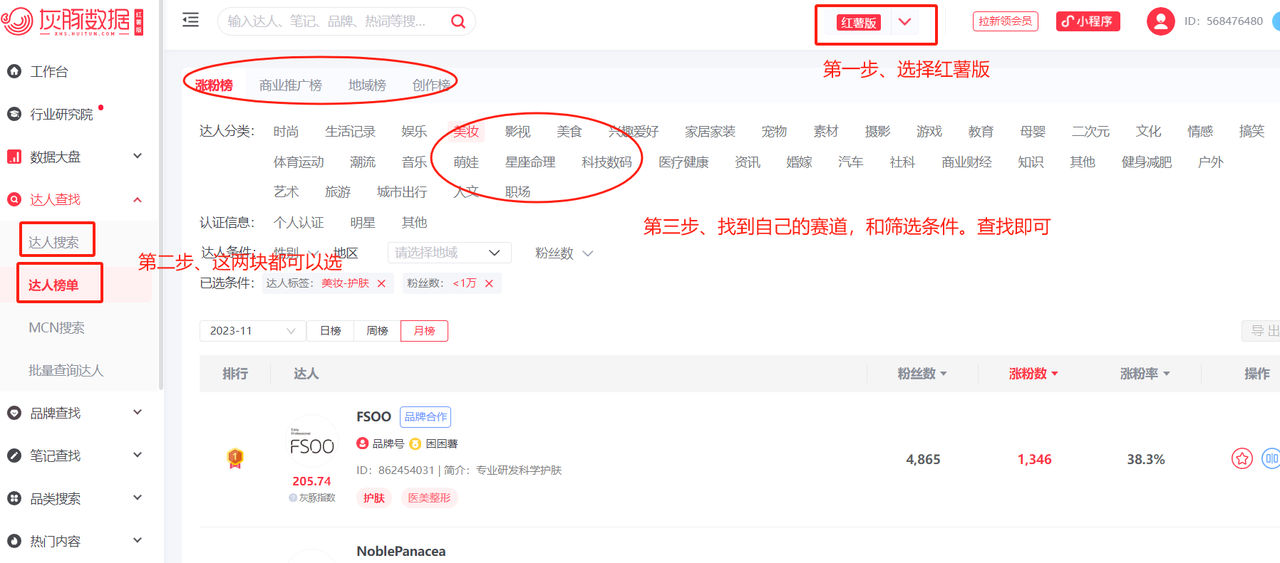 灰豚数据 红薯版
XHS.HUITUN.COM
输入达人、笔记、品牌、热词等搜...
红薯版
拉新领会员
小程序
ID：568476480
第一步、选择红薯版
工作台
行业研究院
数据大盘
达人查找
达人搜索
达人榜单
MCN搜索
批量查询达人
品牌查找
笔记查找
品类搜索
热门内容
第二步、这两块都可以选
涨粉榜 商业推广榜 地域榜 创作榜
达人分类： 时尚 生活记录 娱乐 美妆 影视 美食 兴趣爱好 家居家装 宠物 素材 摄影 游戏 教育 母婴 二次元 文化 情感 搞笑
体育运动 潮流 音乐 萌娃 星座命理 科技数码 医疗健康 资讯 婚嫁 汽车 社科 商业财经 知识 其他 健身减肥 户外
艺术 旅游 城市出行 人文 职场
认证信息： 个人认证 明星 其他
第三步、找到自己的赛道，和筛选条件。查找即可
达人条件： 性别 地区 请选择地域 粉丝数
已选条件： 达人标签：美妆-护肤 × 粉丝数：<1万 ×
2023-11 日榜 周榜 月榜
导出
排行 达人 粉丝数 涨粉数 涨粉率 操作
1
FSOO
205.74
灰豚指数
FSOO 品牌合作
品牌号 困困薯
ID：862454031 | 简介：专业研发科学护肤
护肤 医美整形
4,865 1,346 38.3%
NoblePanacea